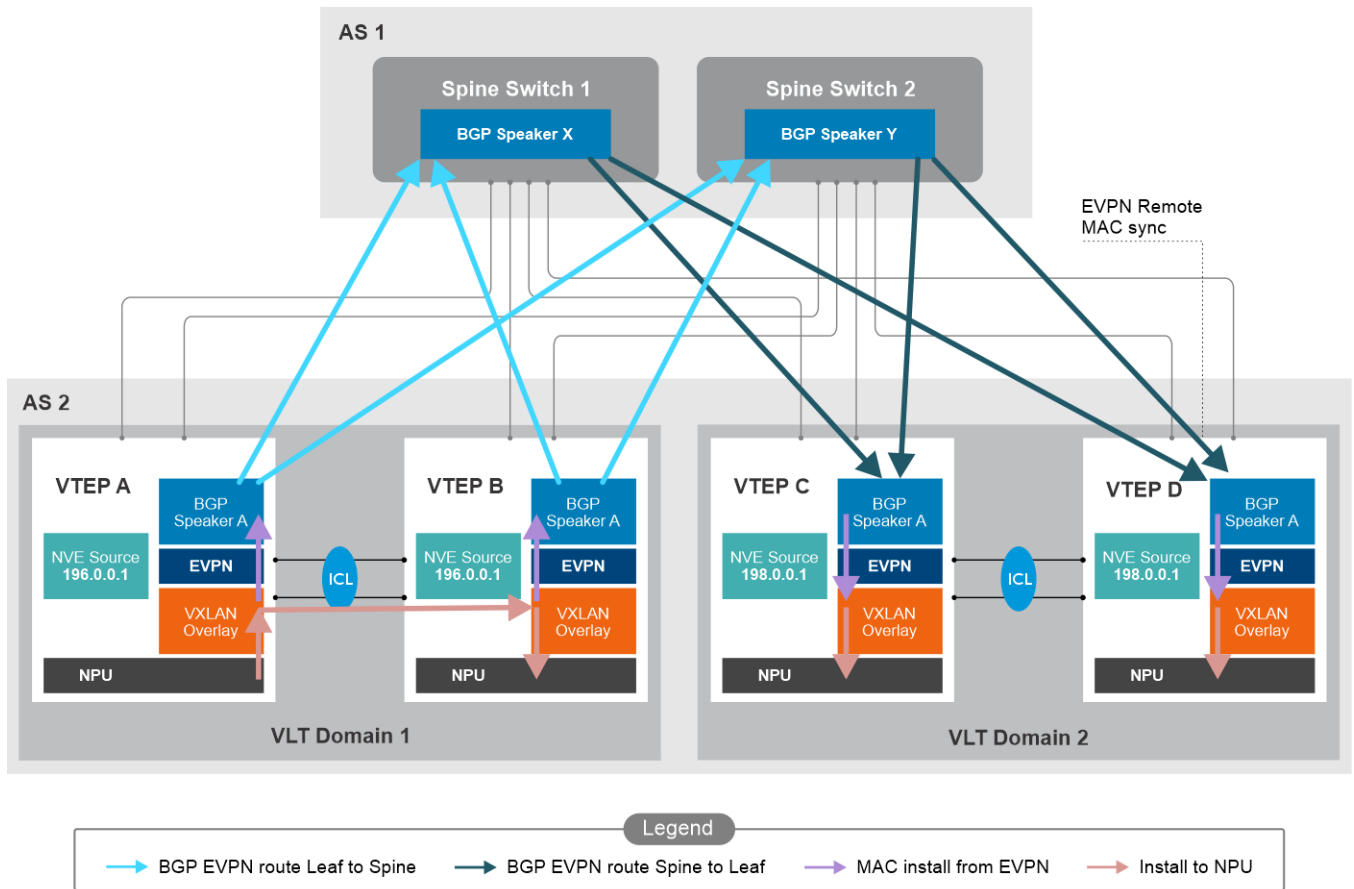 AS 1
Spine Switch 1
BGP Speaker X
Spine Switch 2
BGP Speaker Y
EVPN Remote
MAC sync
AS 2
VTEP A
BGP
Speaker A
NVE Source
196.0.0.1
EVPN
VXLAN
Overlay
NPU
ICL
VTEP B
BGP
Speaker A
NVE Source
196.0.0.1
EVPN
VXLAN
Overlay
NPU
VLT Domain 1
VTEP C
BGP
Speaker A
NVE Source
198.0.0.1
EVPN
VXLAN
Overlay
NPU
ICL
VTEP D
BGP
Speaker A
NVE Source
198.0.0.1
EVPN
VXLAN
Overlay
NPU
VLT Domain 2
Legend
BGP EVPN route Leaf to Spine
BGP EVPN route Spine to Leaf
MAC install from EVPN
Install to NPU